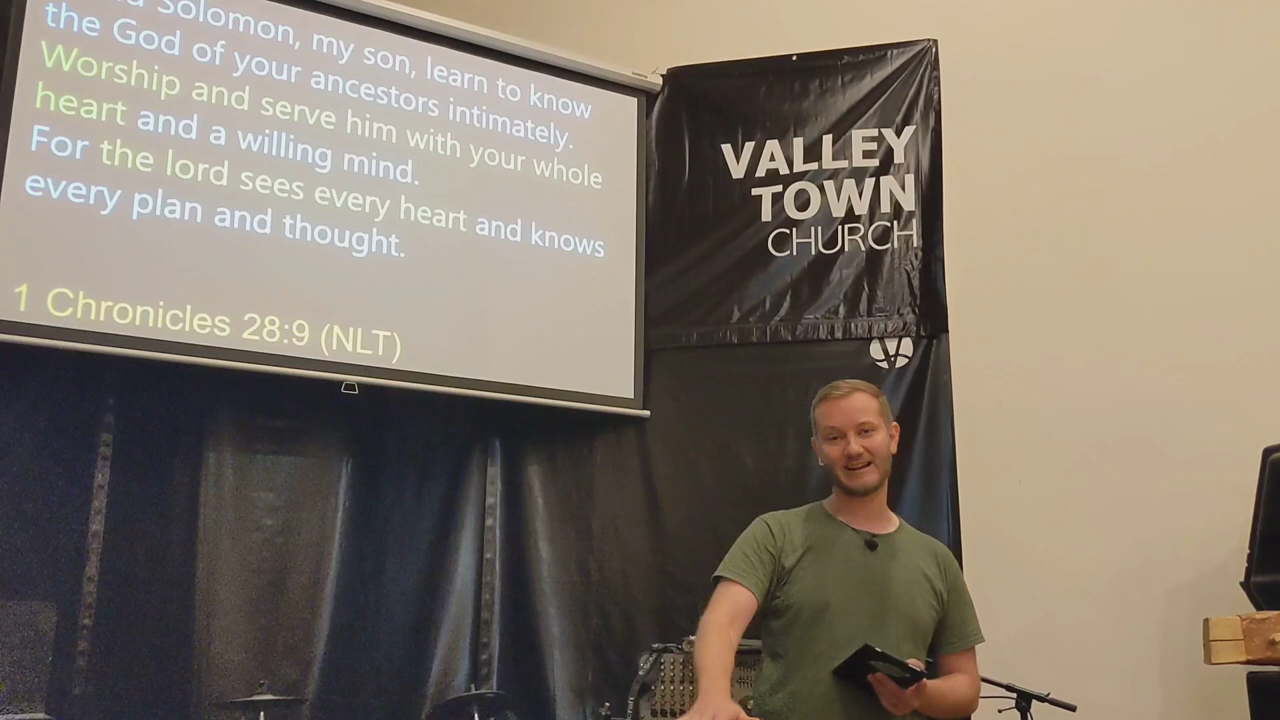 Solomon, my son, learn to know
the God of your ancestors intimately.
Worship and serve him with your whole
heart and a willing mind.
For the lord sees every heart and knows
every plan and thought.
1 Chronicles 28:9 (NLT)
VALLEY
TOWN
CHURCH